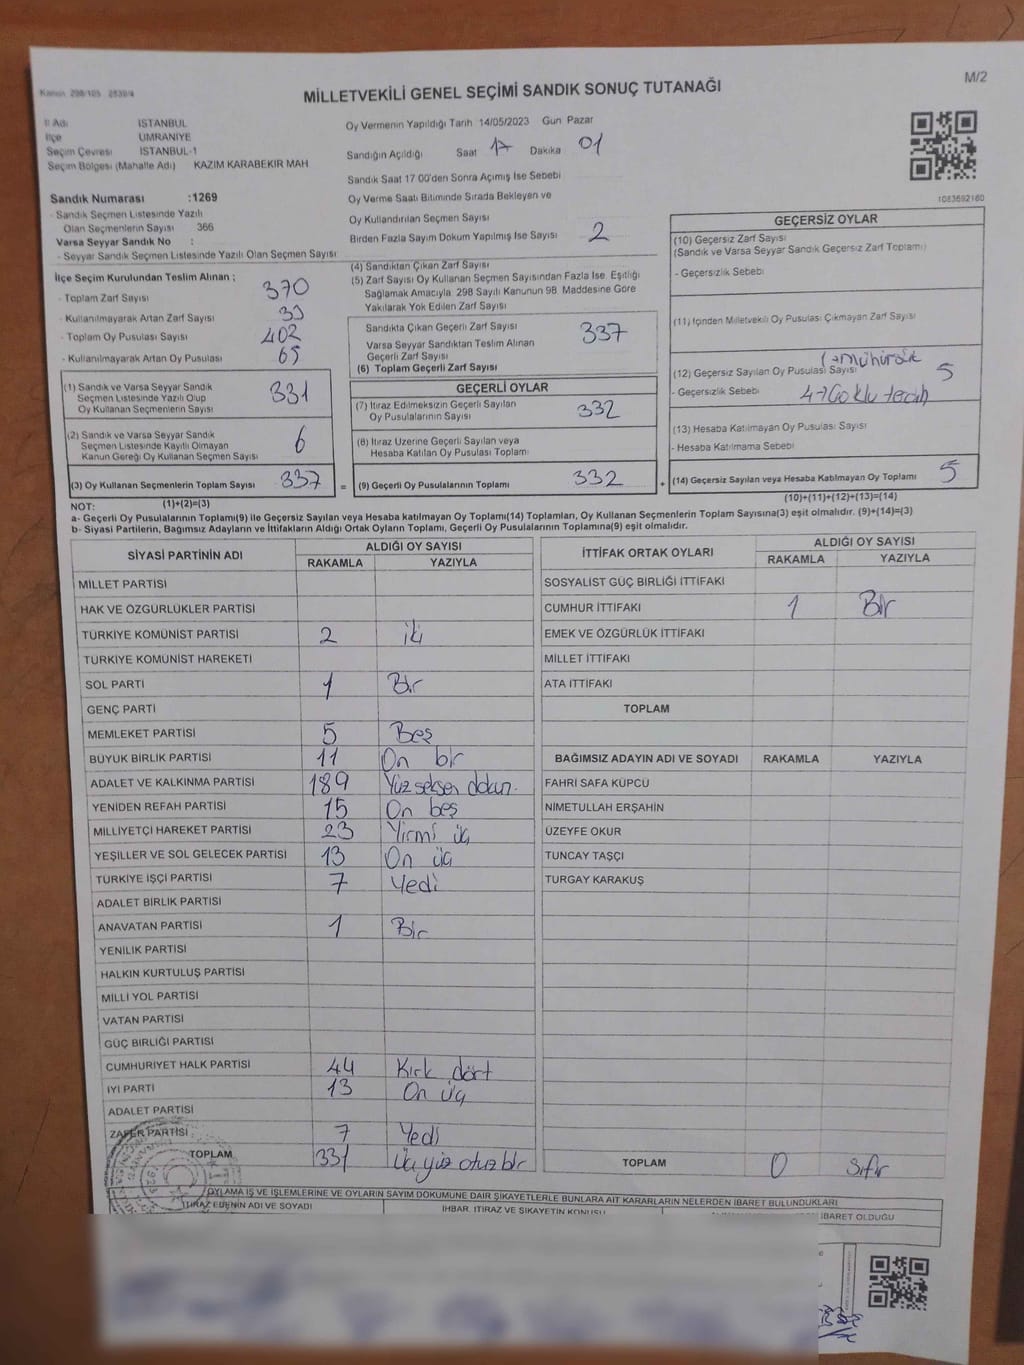 M/2
Kanun 298/105 2839/4
MİLLETVEKİLİ GENEL SEÇİMİ SANDIK SONUÇ TUTANAĞI
İl Adı İSTANBUL
İlçe ÜMRANİYE
Seçim Çevresi İSTANBUL-1
Seçim Bölgesi (Mahalle Adı) KAZIM KARABEKİR MAH
Oy Vermenin Yapıldığı Tarih 14/05/2023 Gün Pazar
Sandığın Açıldığı Saat 17 Dakika 01
Sandık Saat 17 00'den Sonra Açımış İse Sebebi
Oy Verme Saati Bitiminde Sırada Bekleyen ve
Oy Kullandırılan Seçmen Sayısı
Birden Fazla Sayım Döküm Yapılmış İse Sayısı 2
1083692160
Sandık Numarası :1269
- Sandık Seçmen Listesinde Yazılı
Olan Seçmenlerin Sayısı 366
Varsa Seyyar Sandık No :
- Seyyar Sandık Seçmen Listesinde Yazılı Olan Seçmen Sayısı
İlçe Seçim Kurulundan Teslim Alınan ;
- Toplam Zarf Sayısı 370
- Kullanılmayarak Artan Zarf Sayısı 33
- Toplam Oy Pusulası Sayısı 402
- Kullanılmayarak Artan Oy Pusulası 65
(1) Sandık ve Varsa Seyyar Sandık
Seçmen Listesinde Yazılı Olup
Oy Kullanan Seçmenlerin Sayısı 331
(2) Sandık ve Varsa Seyyar Sandık
Seçmen Listesinde Kayıtlı Olmayan
Kanun Gereği Oy Kullanan Seçmen Sayısı 6
(3) Oy Kullanan Seçmenlerin Toplam Sayısı 337 =
(4) Sandıktan Çıkan Zarf Sayısı
(5) Zarf Sayısı Oy Kullanan Seçmen Sayısından Fazla İse, Eşitliği
Sağlamak Amacıyla 298 Sayılı Kanunun 98 Maddesine Göre
Yakılarak Yok Edilen Zarf Sayısı
Sandıkta Çıkan Geçerli Zarf Sayısı 337
Varsa Seyyar Sandıktan Teslim Alınan
Geçerli Zarf Sayısı
(6) Toplam Geçerli Zarf Sayısı
GEÇERLİ OYLAR
(7) İtiraz Edilmeksizin Geçerli Sayılan
Oy Pusulalarının Sayısı 332
(8) İtiraz Üzerine Geçerli Sayılan veya
Hesaba Katılan Oy Pusulası Toplamı
(9) Geçerli Oy Pusulalarının Toplamı 332 +
GEÇERSİZ OYLAR
(10) Geçersiz Zarf Sayısı
(Sandık ve Varsa Seyyar Sandık Geçersiz Zarf Toplamı)
- Geçersizlik Sebebi
(11) İçinden Milletvekili Oy Pusulası Çıkmayan Zarf Sayısı
1→mühürsüz
(12) Geçersiz Sayılan Oy Pusulası Sayısı 5
- Geçersizlik Sebebi 4→Çoklu tercih
(13) Hesaba Katılmayan Oy Pusulası Sayısı
- Hesaba Katılmama Sebebi
(14) Geçersiz Sayılan veya Hesaba Katılmayan Oy Toplamı 5
NOT: (1)+(2)=(3) (10)+(11)+(12)+(13)=(14)
a- Geçerli Oy Pusulalarının Toplamı(9) ile Geçersiz Sayılan veya Hesaba katılmayan Oy Toplamı(14) Toplamları, Oy Kullanan Seçmenlerin Toplam Sayısına(3) eşit olmalıdır. (9)+(14)=(3)
b- Siyasi Partilerin, Bağımsız Adayların ve İttifakların Aldığı Ortak Oyların Toplamı, Geçerli Oy Pusulalarının Toplamına(9) eşit olmalıdır.
SİYASİ PARTİNİN ADI ALDIĞI OY SAYISI
RAKAMLA YAZIYLA
MİLLET PARTİSİ
HAK VE ÖZGÜRLÜKLER PARTİSİ
TÜRKİYE KOMÜNİST PARTİSİ 2 iki
TÜRKİYE KOMÜNİST HAREKETİ
SOL PARTİ 1 Bir
GENÇ PARTİ
MEMLEKET PARTİSİ 5 Beş
BÜYÜK BİRLİK PARTİSİ 11 On bir
ADALET VE KALKINMA PARTİSİ 189 Yüz seksen dokuz
YENİDEN REFAH PARTİSİ 15 On beş
MİLLİYETÇİ HAREKET PARTİSİ 23 Yirmi üç
YEŞİLLER VE SOL GELECEK PARTİSİ 13 On üç
TÜRKİYE İŞÇİ PARTİSİ 7 Yedi
ADALET BİRLİK PARTİSİ
ANAVATAN PARTİSİ 1 Bir
YENİLİK PARTİSİ
HALKIN KURTULUŞ PARTİSİ
MİLLİ YOL PARTİSİ
VATAN PARTİSİ
GÜÇ BİRLİĞİ PARTİSİ
CUMHURİYET HALK PARTİSİ 44 Kırk dört
İYİ PARTİ 13 On üç
ADALET PARTİSİ
ZAFER PARTİSİ 7 Yedi
TOPLAM 331 Üç yüz otuz bir
İTTİFAK ORTAK OYLARI ALDIĞI OY SAYISI
RAKAMLA YAZIYLA
SOSYALİST GÜÇ BİRLİĞİ İTTİFAKI
CUMHUR İTTİFAKI 1 Bir
EMEK VE ÖZGÜRLÜK İTTİFAKI
MİLLET İTTİFAKI
ATA İTTİFAKI
TOPLAM
BAĞIMSIZ ADAYIN ADI VE SOYADI RAKAMLA YAZIYLA
FAHRİ SAFA KÜPCÜ
NİMETULLAH ERŞAHİN
ÜZEYFE OKUR
TUNCAY TAŞÇI
TURGAY KARAKUŞ
TOPLAM 0 Sıfır
OYLAMA İŞ VE İŞLEMLERİNE VE OYLARIN SAYIM DÖKÜMÜNE DAİR ŞİKAYETLERLE BUNLARA AİT KARARLARIN NELERDEN İBARET BULUNDUKLARI
İTİRAZ EDENİN ADI VE SOYADI İHBAR, İTİRAZ VE ŞİKAYETİN KONUSU İBARET OLDUĞU